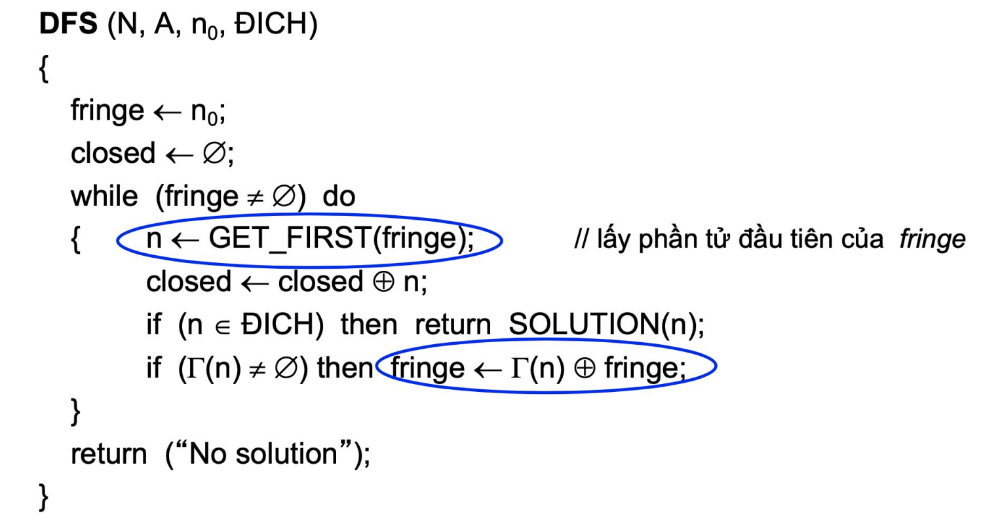 DFS (N, A, n₀, ĐICH)
{
fringe ← n₀;
closed ← ∅;
while (fringe ≠ ∅) do
{ n ← GET_FIRST(fringe); // lấy phần tử đầu tiên của fringe
closed ← closed ⊕ n;
if (n ∈ ĐICH) then return SOLUTION(n);
if (Γ(n) ≠ ∅) then fringe ← Γ(n) ⊕ fringe;
}
return (“No solution”);
}